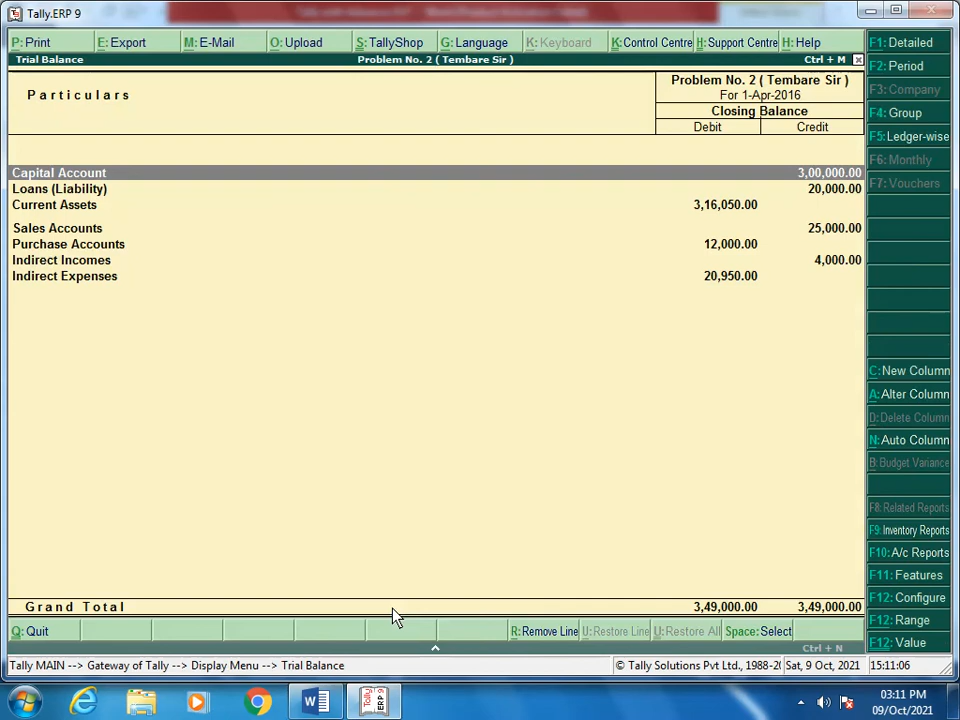 Tally.ERP 9
P: Print E: Export M: E-Mail O: Upload S: TallyShop G: Language K: Keyboard K: Control Centre H: Support Centre H: Help
Trial Balance Problem No. 2 ( Tembare Sir ) Ctrl + M
Particulars
Problem No. 2 ( Tembare Sir )
For 1-Apr-2016
Closing Balance
Debit Credit
Capital Account 3,00,000.00
Loans (Liability) 20,000.00
Current Assets 3,16,050.00
Sales Accounts 25,000.00
Purchase Accounts 12,000.00
Indirect Incomes 4,000.00
Indirect Expenses 20,950.00
Grand Total 3,49,000.00 3,49,000.00
F1: Detailed
F2: Period
F3: Company
F4: Group
F5: Ledger-wise
F6: Monthly
F7: Vouchers
C: New Column
A: Alter Column
D: Delete Column
N: Auto Column
B: Budget Variance
F8: Related Reports
F9: Inventory Reports
F10: A/c Reports
F11: Features
F12: Configure
F12: Range
F12: Value
Q: Quit R: Remove Line U: Restore Line U: Restore All Space: Select
Ctrl + N
Tally MAIN --> Gateway of Tally --> Display Menu --> Trial Balance © Tally Solutions Pvt Ltd., 1988-20 Sat, 9 Oct, 2021 15:11:06
Tally ERP 9
03:11 PM
09/Oct/2021